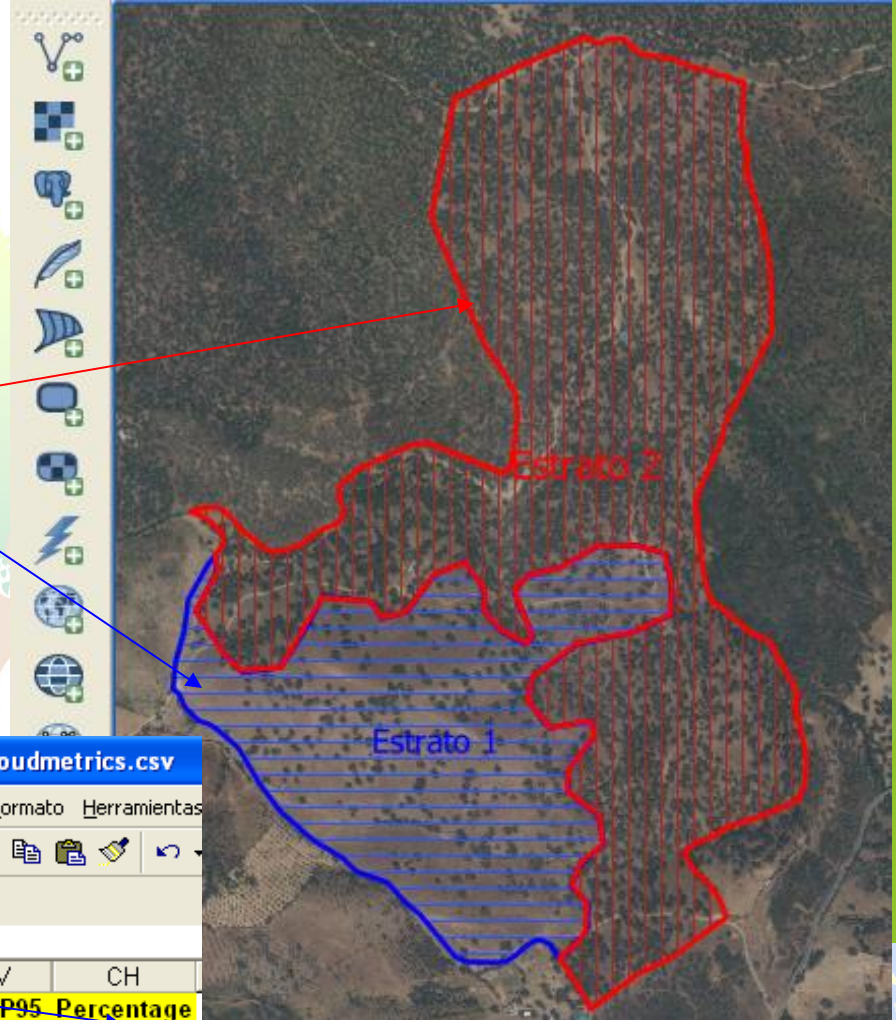 Estrato 2
Estrato 1
oudmetrics.csv
ormato Herramientas
CH
P95 Percentage